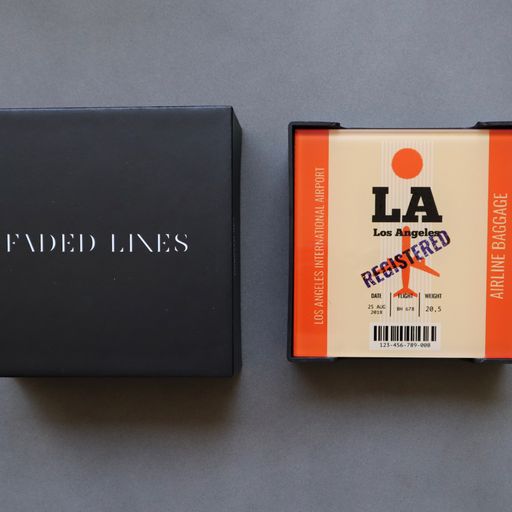 FADED LINES
LOS ANGELES INTERNATIONAL AIRPORT
LA
Los Angeles
REGISTERED
DATE FLIGHT WEIGHT
25 AUG 2018 BH 678 20,5
123-456-789-000
AIRLINE BAGGAGE